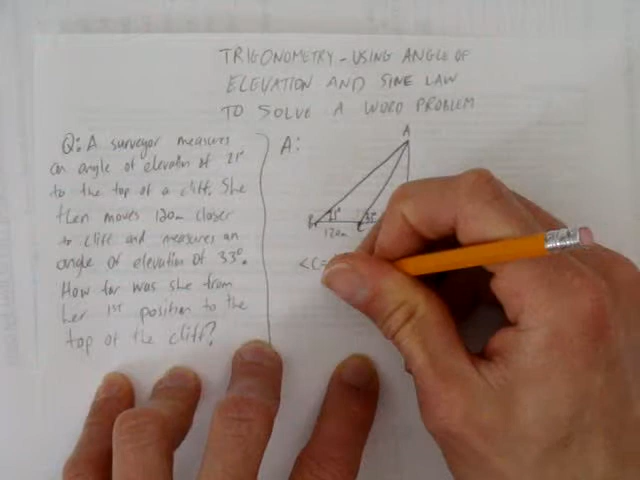 TRIGONOMETRY - USING ANGLE OF
ELEVATION AND SINE LAW
TO SOLVE A WORD PROBLEM
Q: A surveyor measures
an angle of elevation of 21°
to the top of a cliff. She
then moves 120m closer
to cliff and measures an
angle of elevation of 33°.
How far was she from
her 1st position to the
top of the cliff?
A:
A
B 21° C 33°
120m
<C=